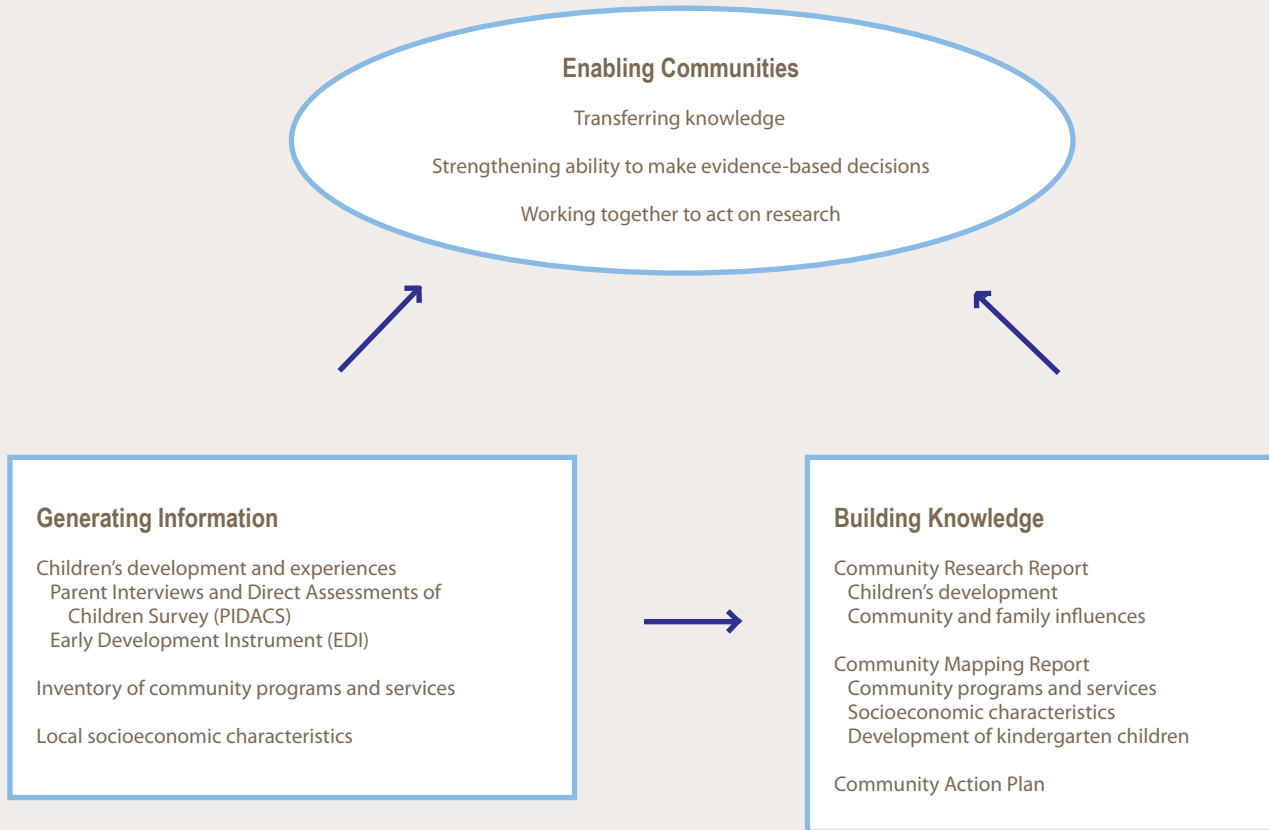 Enabling Communities
Transferring knowledge
Strengthening ability to make evidence-based decisions
Working together to act on research
Generating Information
Children’s development and experiences
Parent Interviews and Direct Assessments of
Children Survey (PIDACS)
Early Development Instrument (EDI)
Inventory of community programs and services
Local socioeconomic characteristics
Building Knowledge
Community Research Report
Children’s development
Community and family influences
Community Mapping Report
Community programs and services
Socioeconomic characteristics
Development of kindergarten children
Community Action Plan